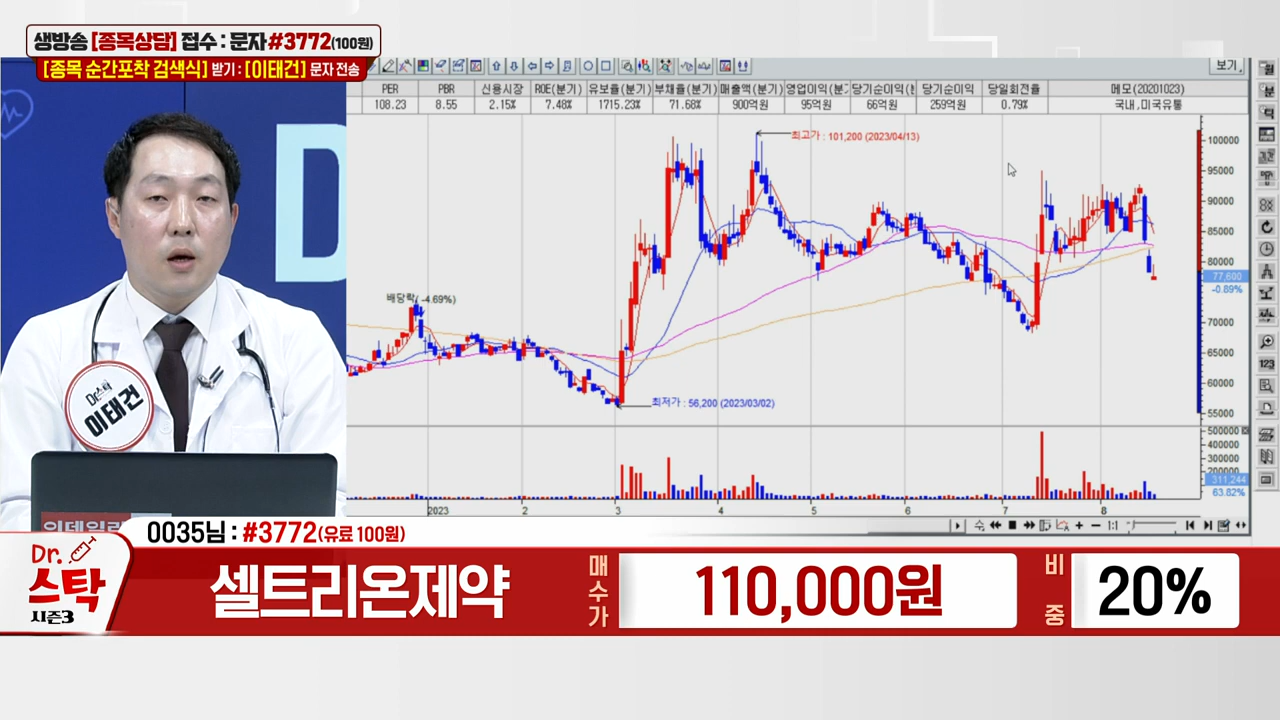 생방송 [종목상담] 접수 : 문자#3772(100원)
[종목 순간포착 검색식] 받기 : [이태건] 문자 전송
보기
PER PBR 신용시장 ROE(분기) 유보율(분기) 부채율(분기) 매출액(분기) 영업이익(분기 당기순이익(분 당기순이익 당일회전률 메모(20201023)
108.23 8.55 2.15% 7.48% 1715.23% 71.68% 900억원 95억원 66억원 259억원 0.79% 국내,미국유통
최고가 : 101,200 (2023/04/13)
배당락( -4.69%)
최저가 : 56,200 (2023/03/02)
100000
95000
90000
85000
80000
77,600
-0.89%
70000
65000
60000
55000
500000
400000
300000
200000
311,244
63.82%
2023 2 3 4 5 6 7 8
1:1
123
D
Dr.스탁
이태건
이데일리
0035님 : #3772(유료 100원)
Dr.
스탁
시즌3
셀트리온제약
매수가
110,000원
비중
20%